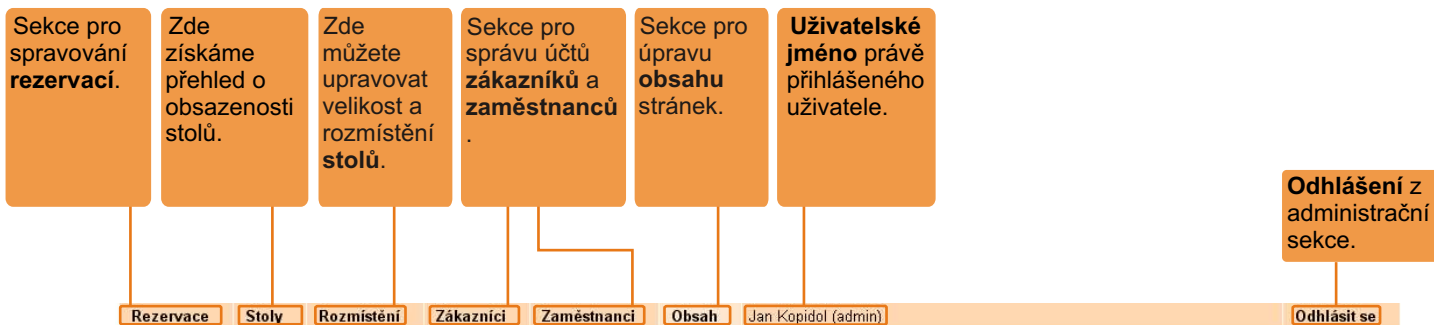 Sekce pro
spravování
rezervací.
Zde
získáme
přehled o
obsazenosti
stolů.
Zde
můžete
upravovat
velikost a
rozmístění
stolů.
Sekce pro
správu účtů
zákazníků a
zaměstnanců
.
Sekce pro
úpravu
obsahu
stránek.
Uživatelské
jméno právě
přihlášeného
uživatele.
Odhlášení z
administrační
sekce.
Rezervace Stoly Rozmístění Zákazníci Zaměstnanci Obsah Jan Kopidol (admin) Odhlásit se